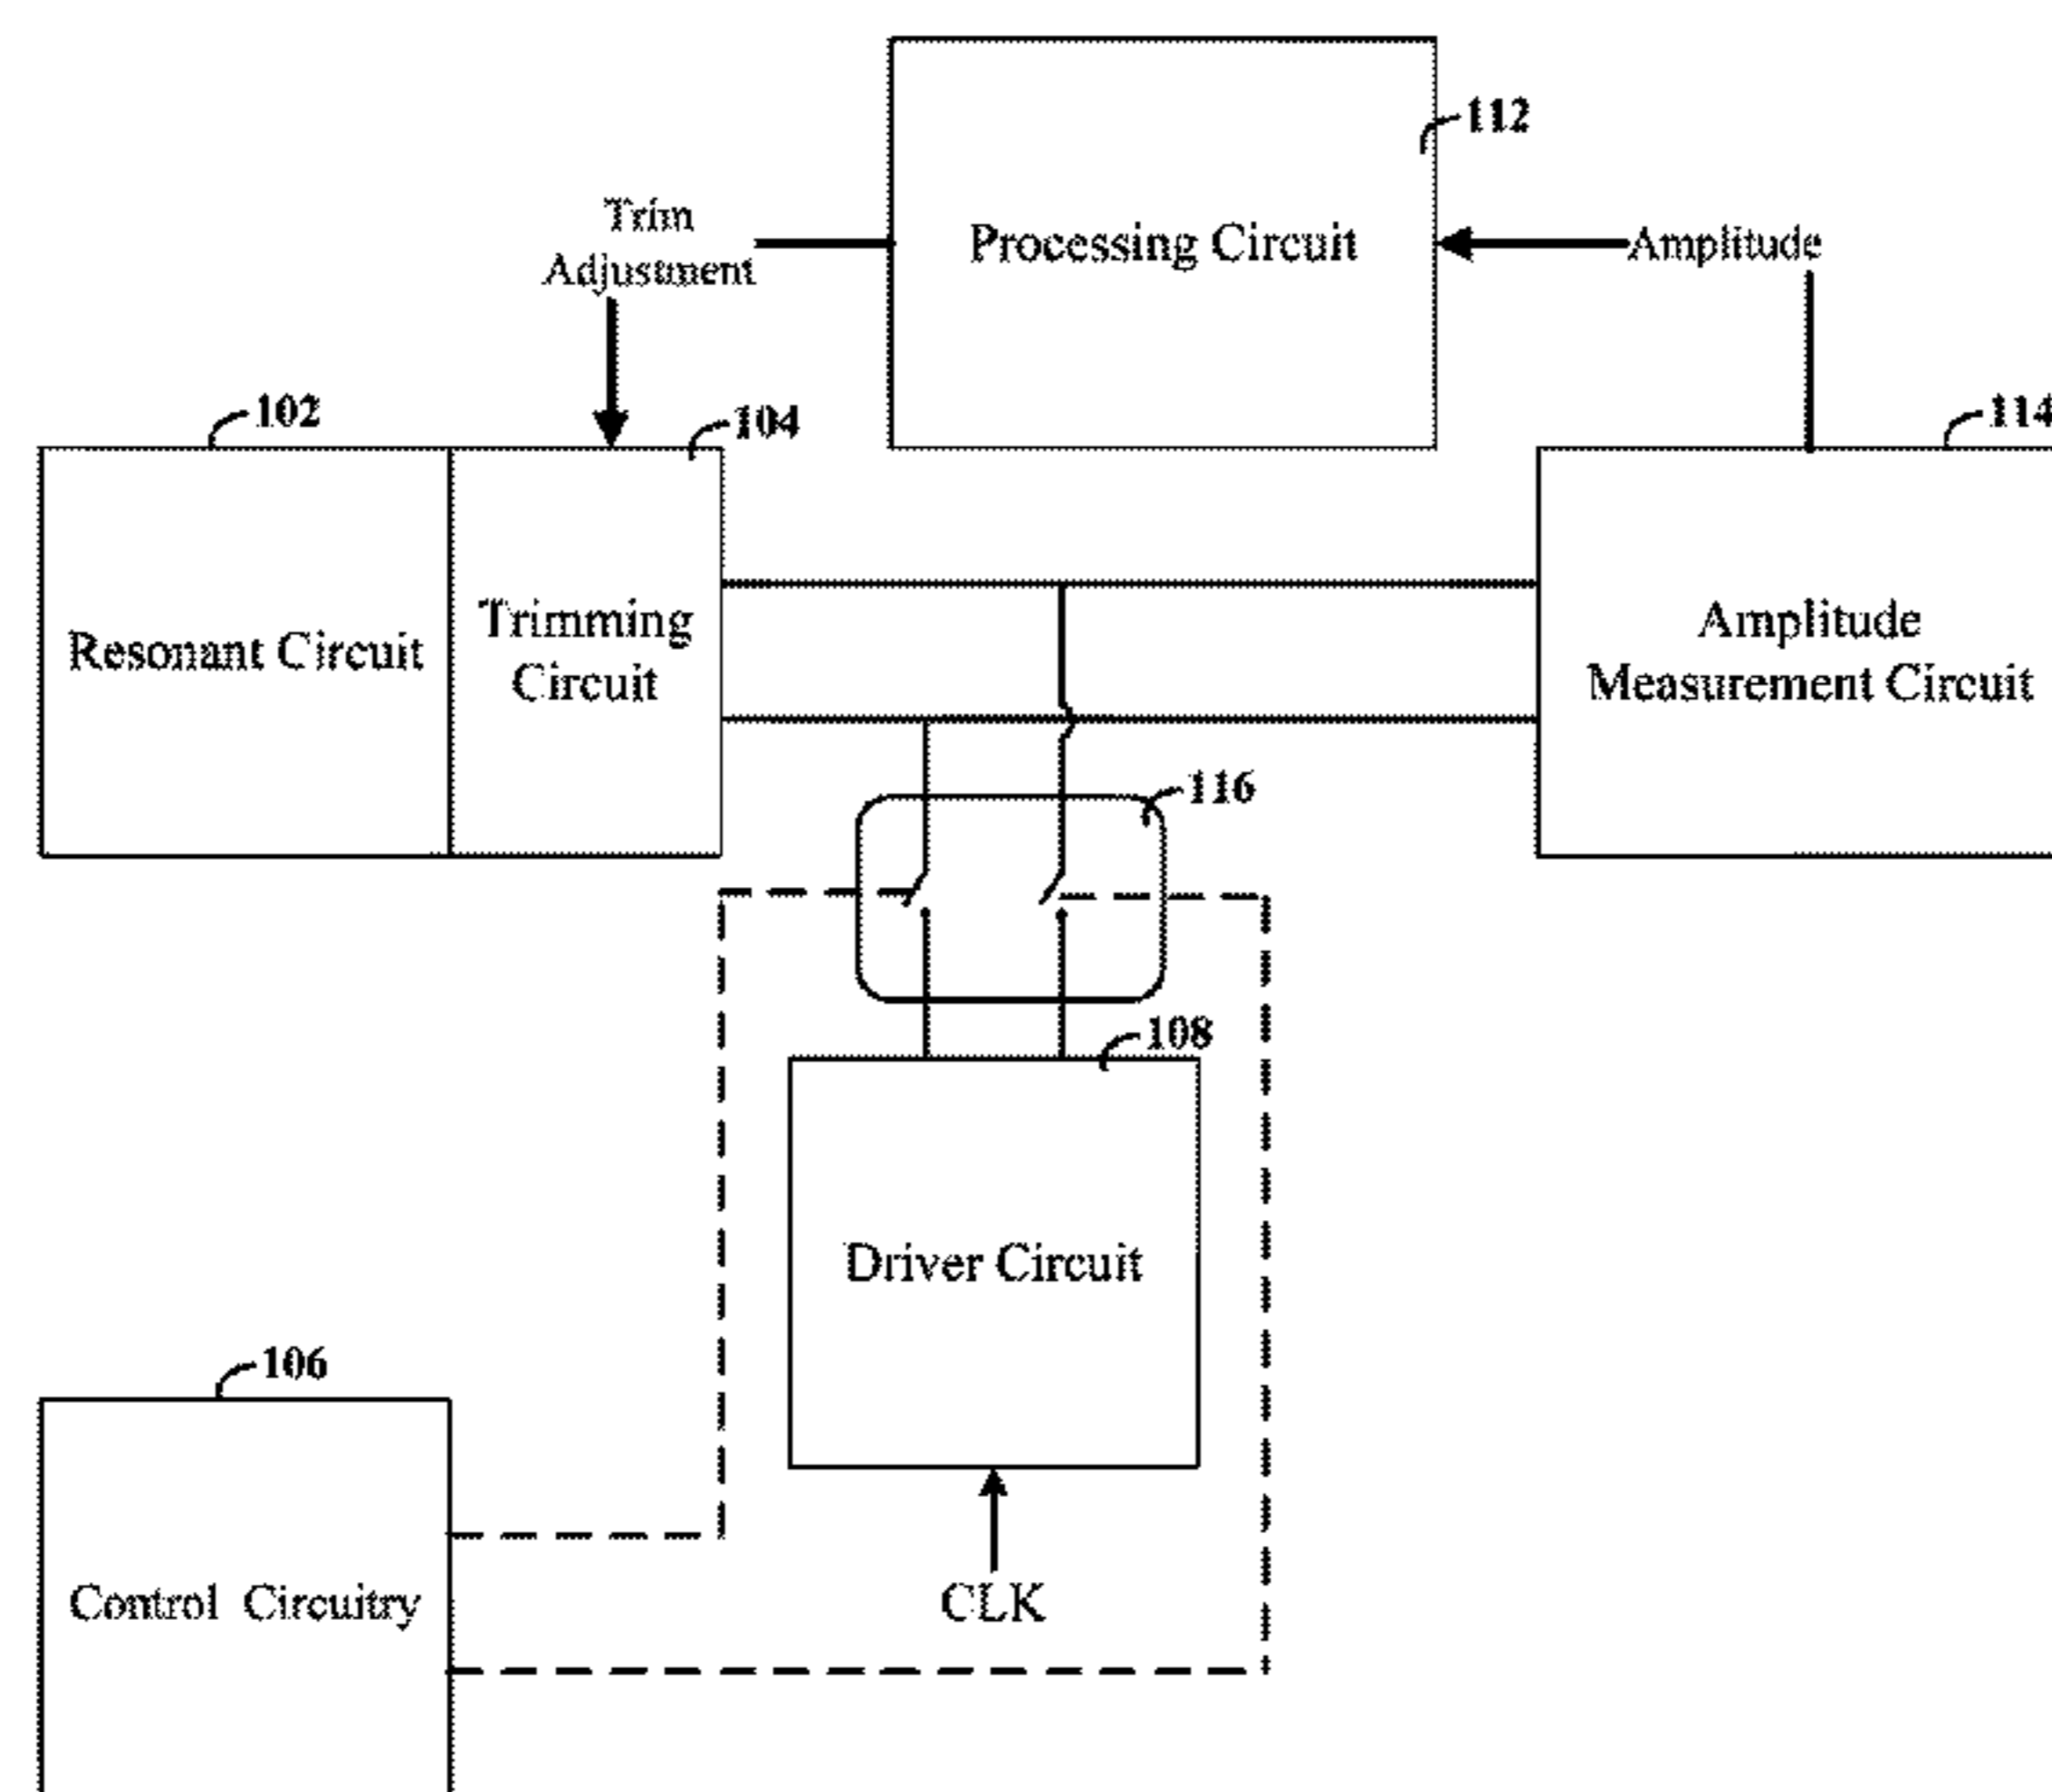 112
Trim
Adjustment
Processing Circuit
Amplitude
102
104
114
Resonant Circuit
Trimming
Circuit
Amplitude
Measurement Circuit
116
108
Driver Circuit
106
Control Circuitry
CLK